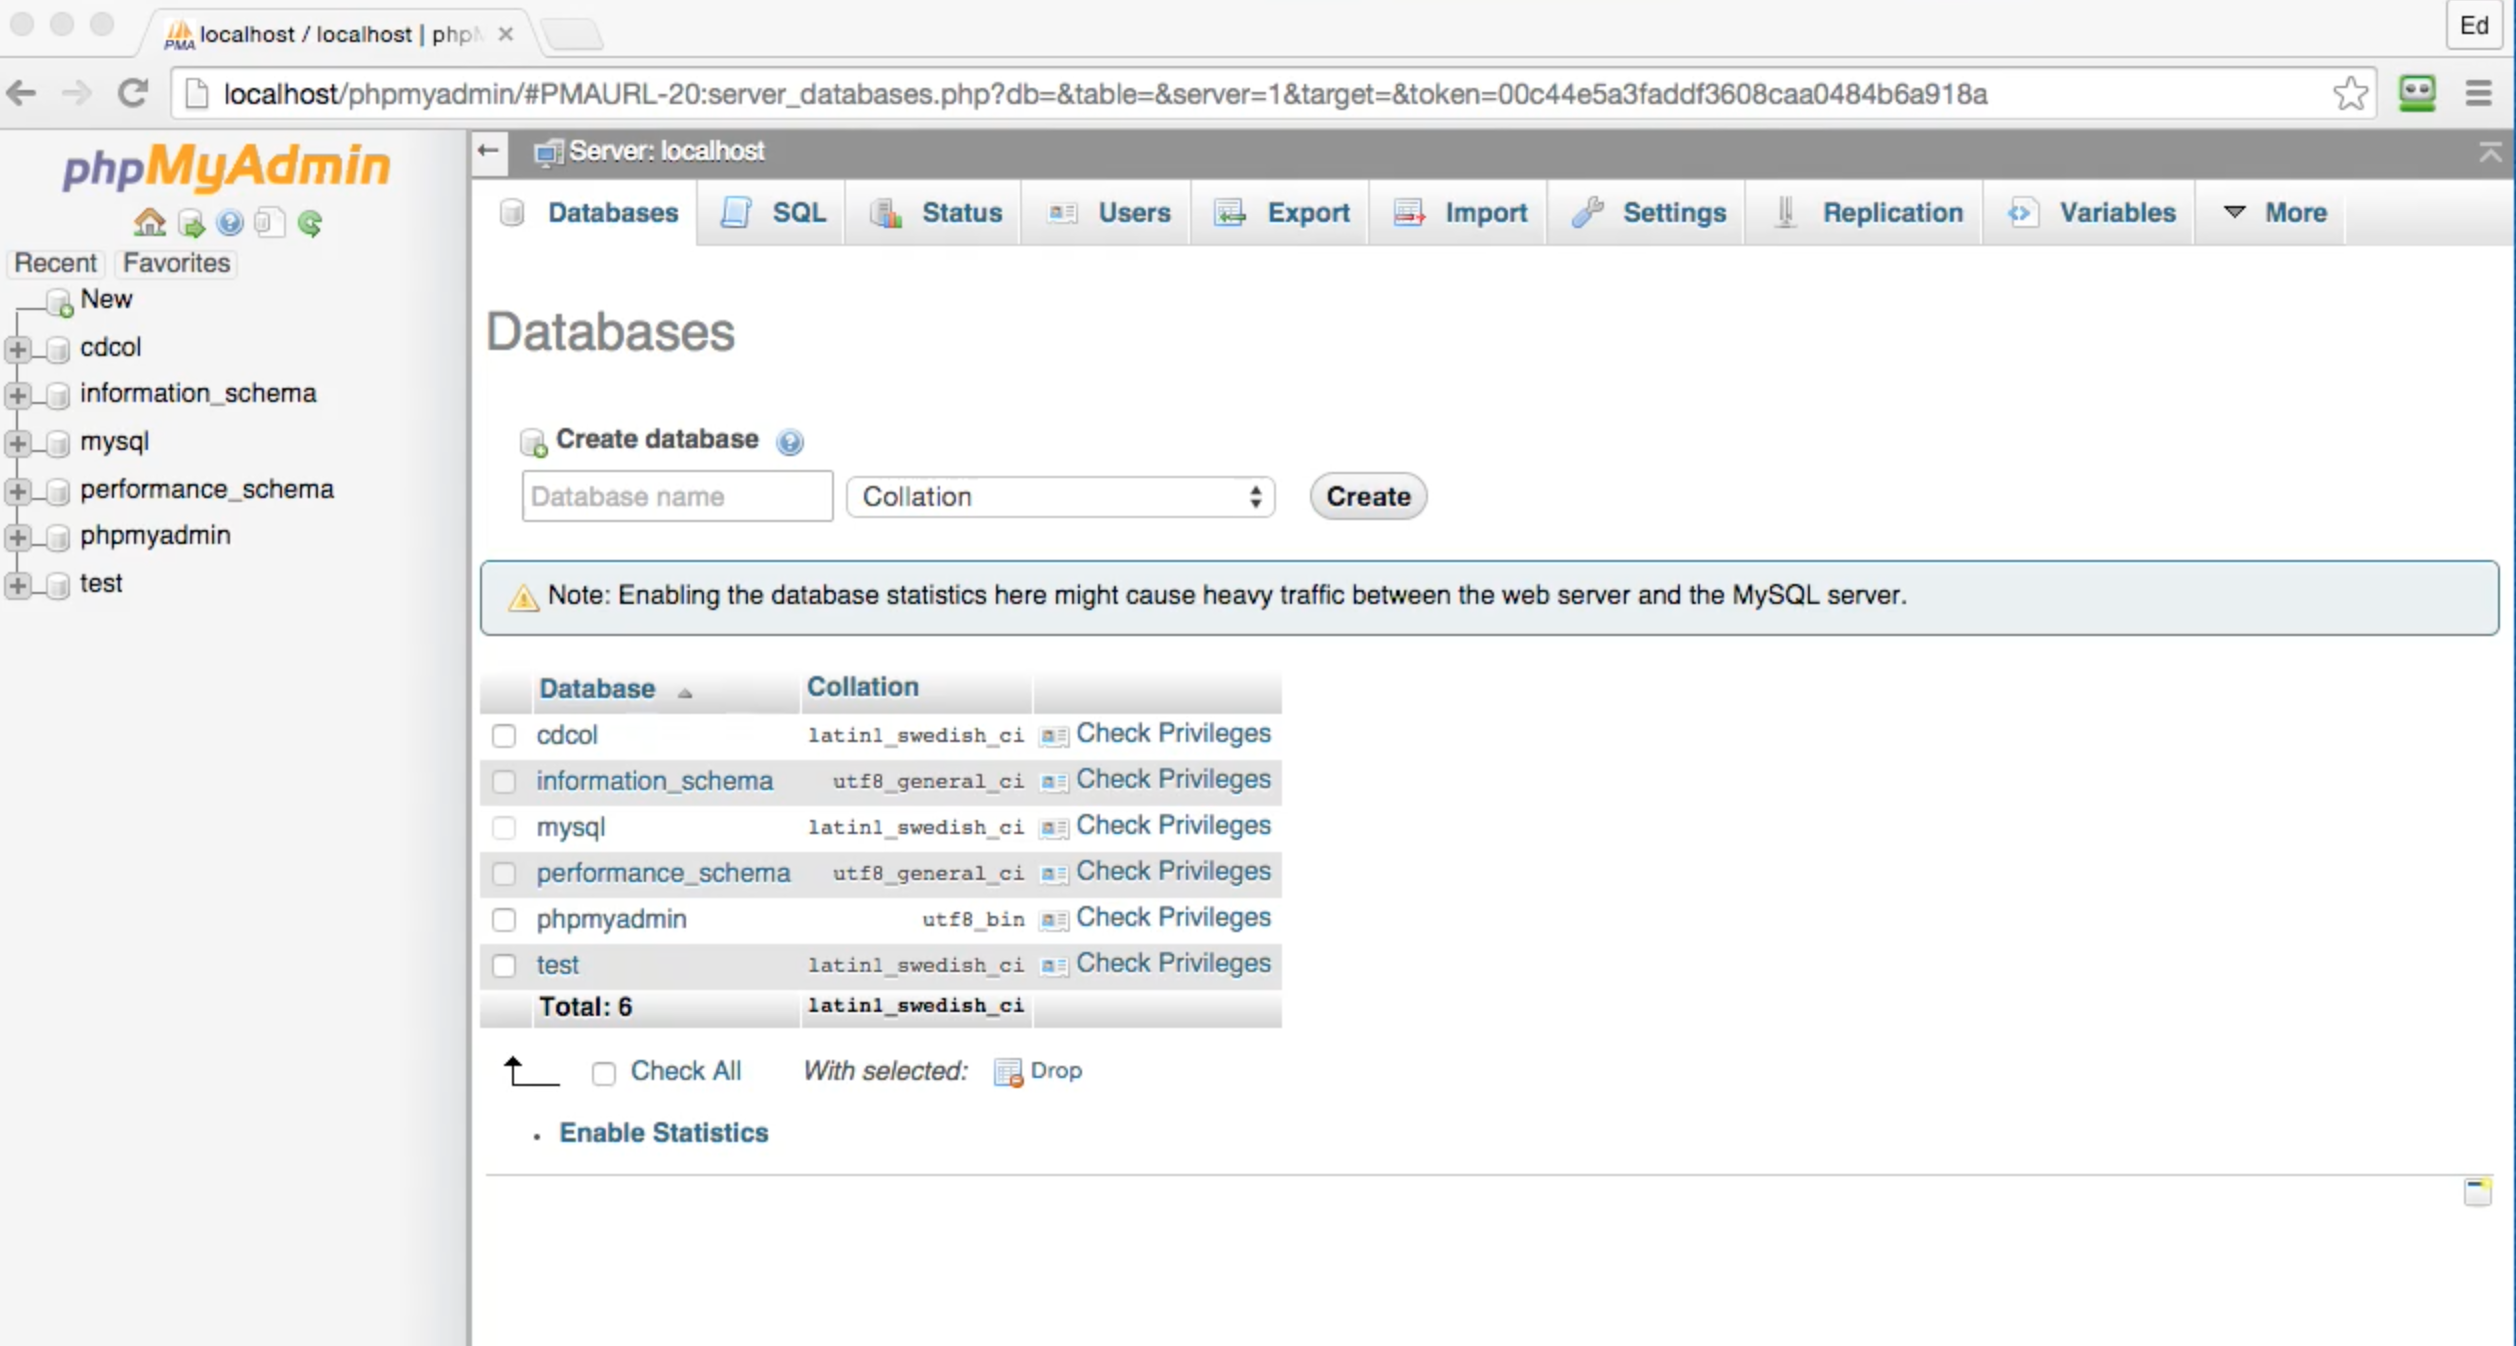 localhost / localhost | php
Ed
localhost/phpmyadmin/#PMAURL-20:server_databases.php?db=&table=&server=1&target=&token=00c44e5a3faddf3608caa0484b6a918a
phpMyAdmin
Recent Favorites
New
cdcol
information_schema
mysql
performance_schema
phpmyadmin
test
Server: localhost
Databases SQL Status Users Export Import Settings Replication Variables More
Databases
Create database
Database name Collation Create
Note: Enabling the database statistics here might cause heavy traffic between the web server and the MySQL server.
Database Collation
cdcol latin1_swedish_ci Check Privileges
information_schema utf8_general_ci Check Privileges
mysql latin1_swedish_ci Check Privileges
performance_schema utf8_general_ci Check Privileges
phpmyadmin utf8_bin Check Privileges
test latin1_swedish_ci Check Privileges
Total: 6 latin1_swedish_ci
Check All With selected: Drop
Enable Statistics